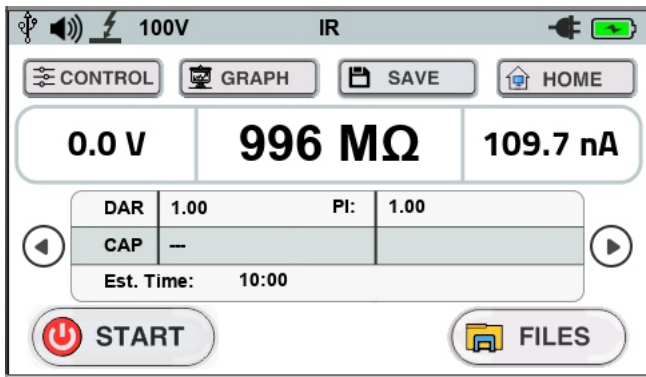 100V IR
CONTROL GRAPH SAVE HOME
0.0 V 996 MΩ 109.7 nA
DAR 1.00 PI: 1.00
CAP ---
Est. Time: 10:00
START FILES